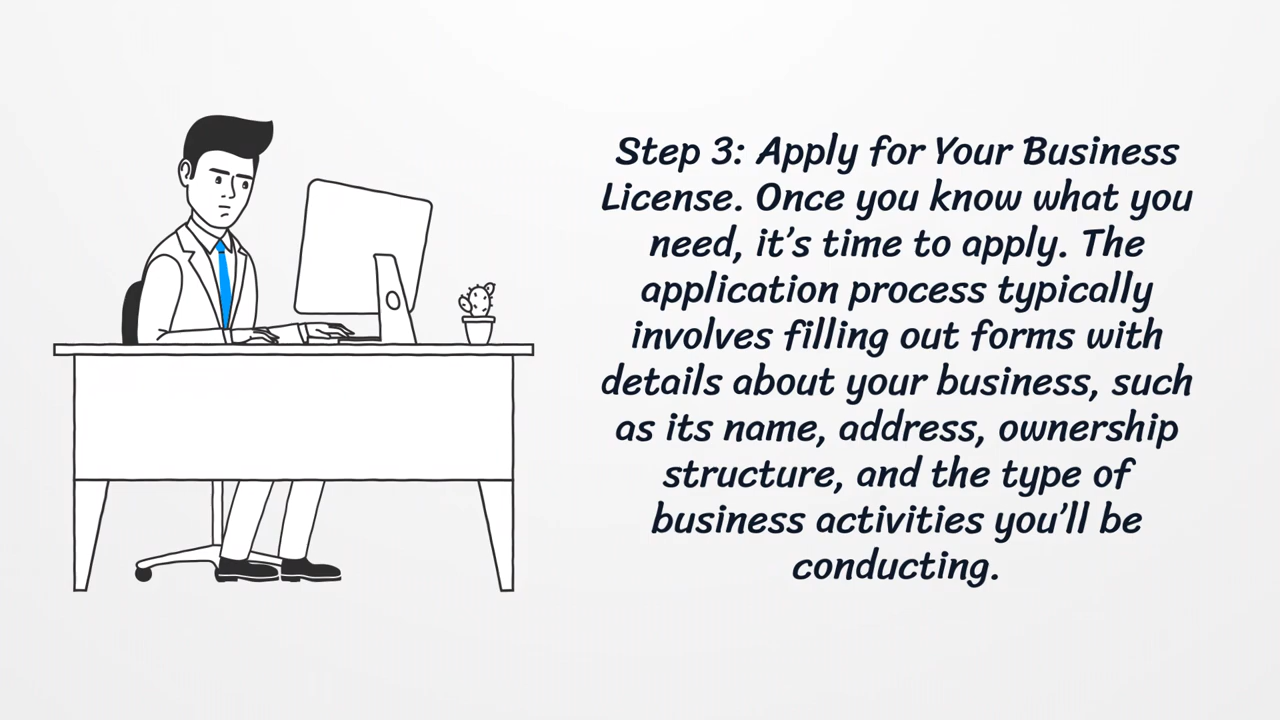 Step 3: Apply for Your Business
License. Once you know what you
need, it’s time to apply. The
application process typically
involves filling out forms with
details about your business, such
as its name, address, ownership
structure, and the type of
business activities you’ll be
conducting.